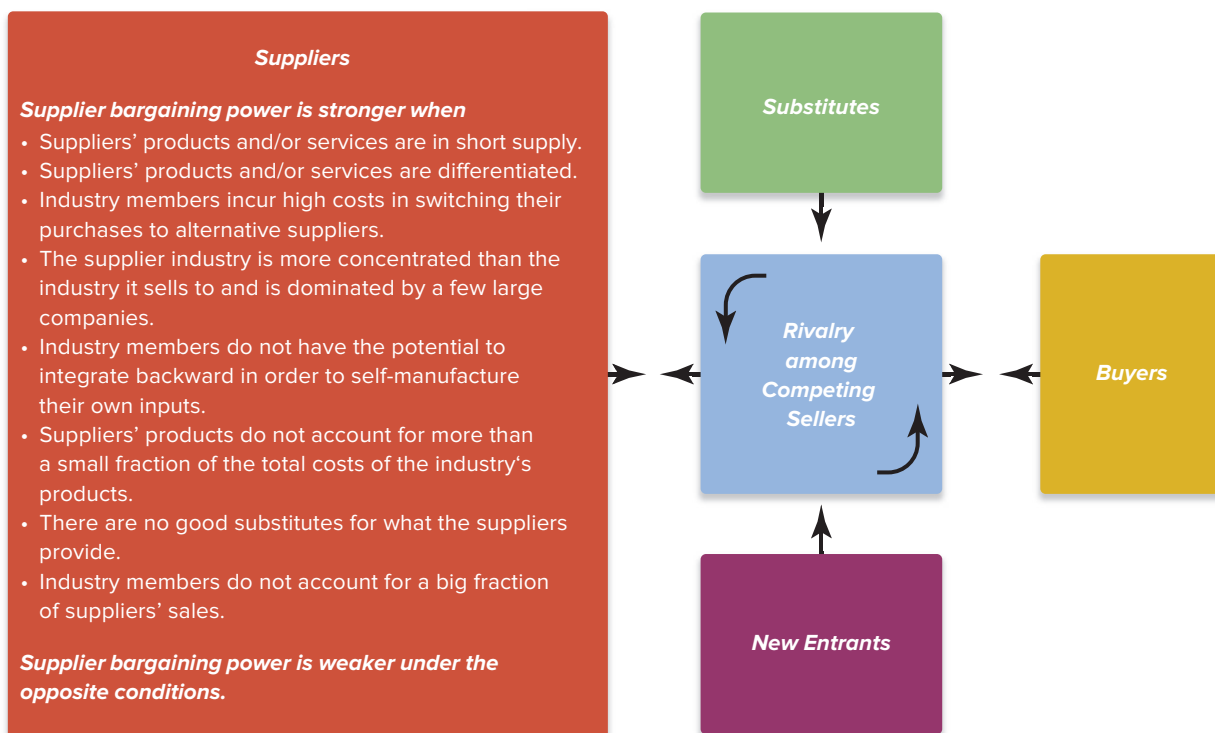 Suppliers
Supplier bargaining power is stronger when
• Suppliers’ products and/or services are in short supply.
• Suppliers’ products and/or services are differentiated.
• Industry members incur high costs in switching their
purchases to alternative suppliers.
• The supplier industry is more concentrated than the
industry it sells to and is dominated by a few large
companies.
• Industry members do not have the potential to
integrate backward in order to self-manufacture
their own inputs.
• Suppliers’ products do not account for more than
a small fraction of the total costs of the industry‘s
products.
• There are no good substitutes for what the suppliers
provide.
• Industry members do not account for a big fraction
of suppliers’ sales.
Supplier bargaining power is weaker under the
opposite conditions.
Substitutes
Rivalry
among
Competing
Sellers
Buyers
New Entrants